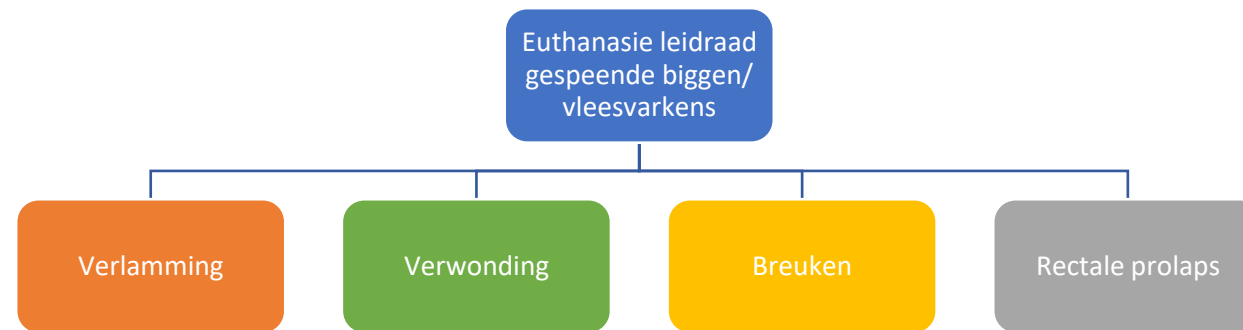 Euthanasie leidraad
gespeende biggen/
vleesvarkens
Verlamming
Verwonding
Breuken
Rectale prolaps